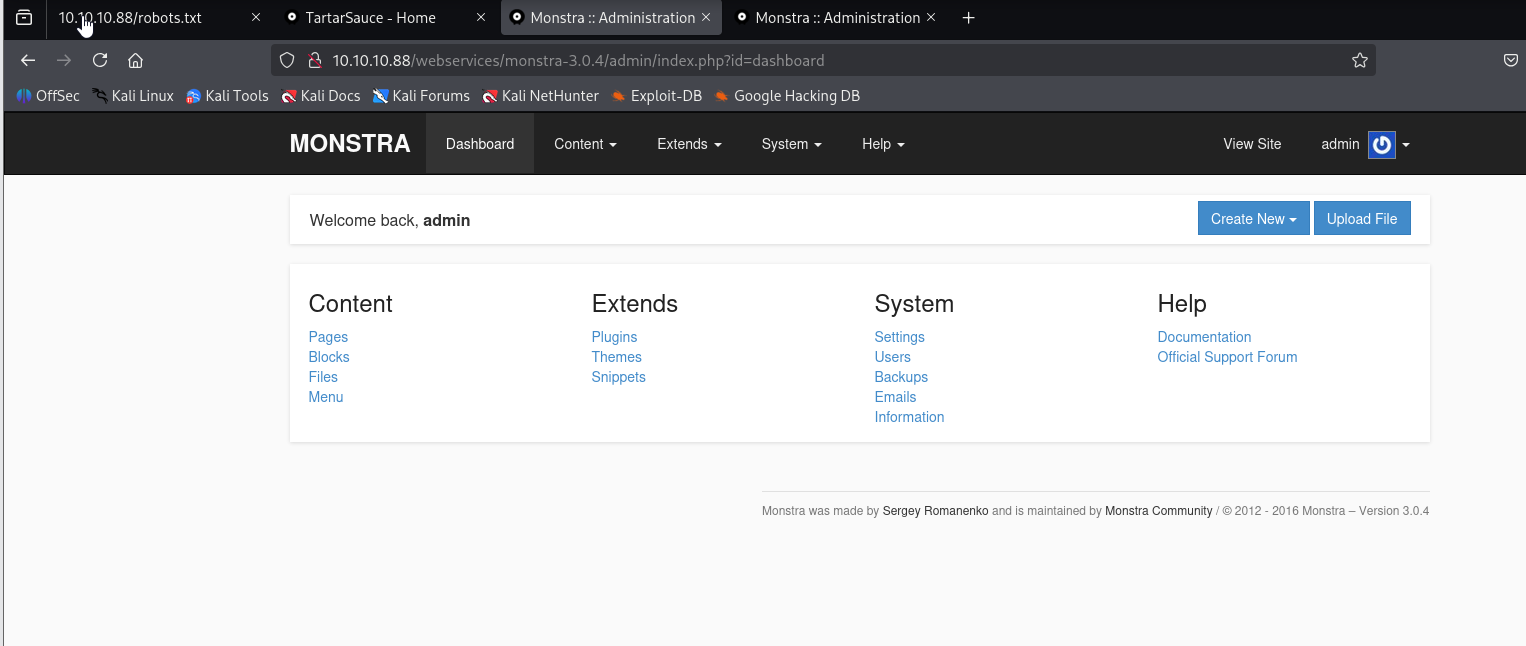 10.10.10.88/robots.txt TartarSauce - Home Monstra :: Administration Monstra :: Administration
10.10.10.88/webservices/monstra-3.0.4/admin/index.php?id=dashboard
OffSec Kali Linux Kali Tools Kali Docs Kali Forums Kali NetHunter Exploit-DB Google Hacking DB
MONSTRA Dashboard Content Extends System Help View Site admin
Welcome back, admin Create New Upload File
Content Extends System Help
Pages Plugins Settings Documentation
Blocks Themes Users Official Support Forum
Files Snippets Backups
Menu Emails
Information
Monstra was made by Sergey Romanenko and is maintained by Monstra Community / © 2012 - 2016 Monstra – Version 3.0.4